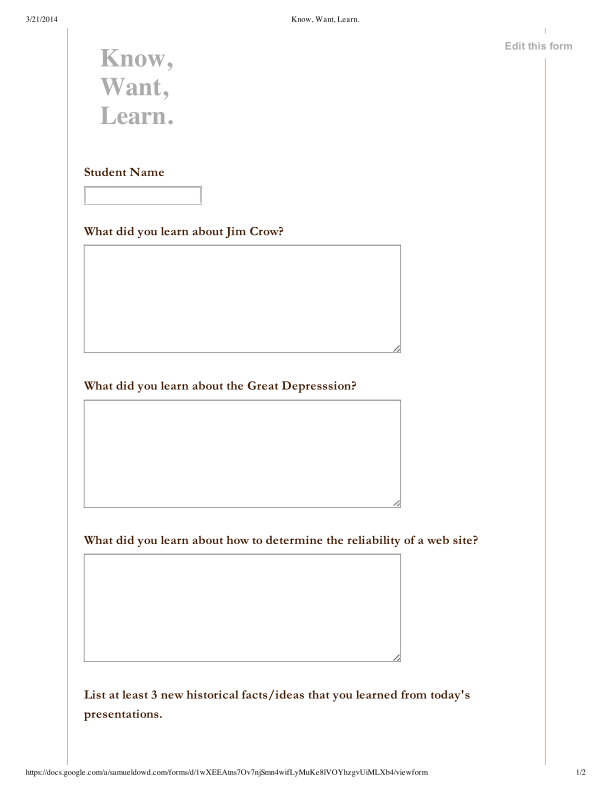 3/21/2014
Know, Want, Learn.
Edit this form
Know,
Want,
Learn.
Student Name
What did you learn about Jim Crow?
What did you learn about the Great Depresssion?
What did you learn about how to determine the reliability of a web site?
List at least 3 new historical facts/ideas that you learned from today's
presentations.
https://docs.google.com/a/samueldowd.com/forms/d/1wXEEAtns7Ov7njSmn4wifLyMuKe8lVOYhzgvUiMLXb4/viewform
1/2